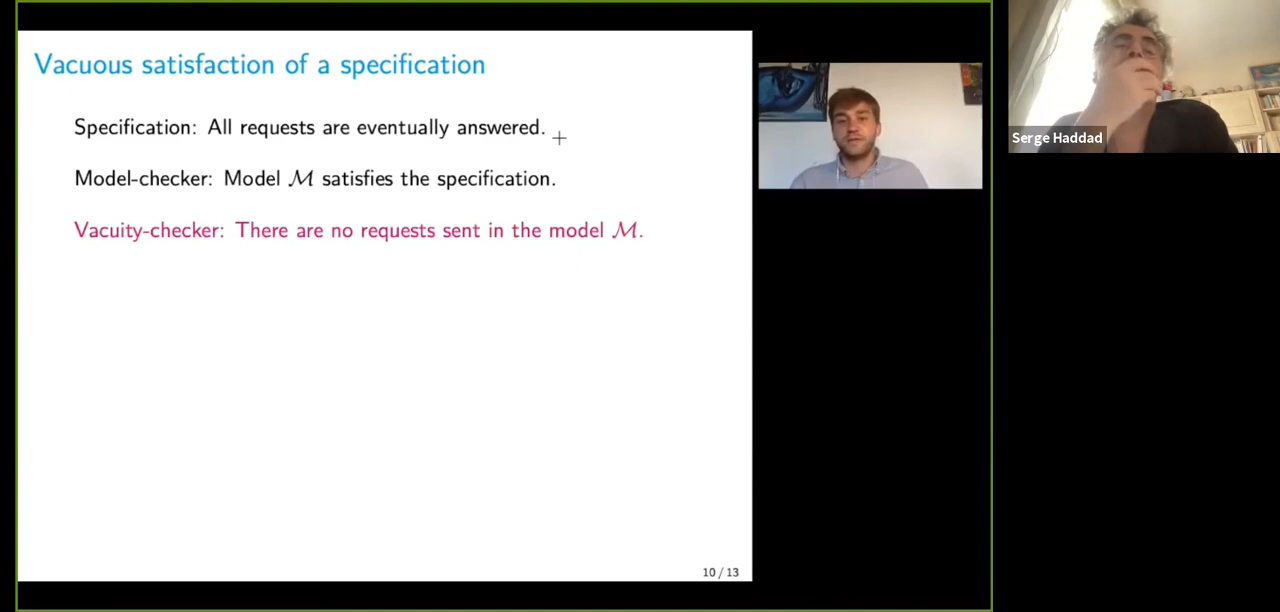 Vacuous satisfaction of a specification
Specification: All requests are eventually answered.
Model-checker: Model ℳ satisfies the specification.
Vacuity-checker: There are no requests sent in the model ℳ.
10 / 13
Serge Haddad